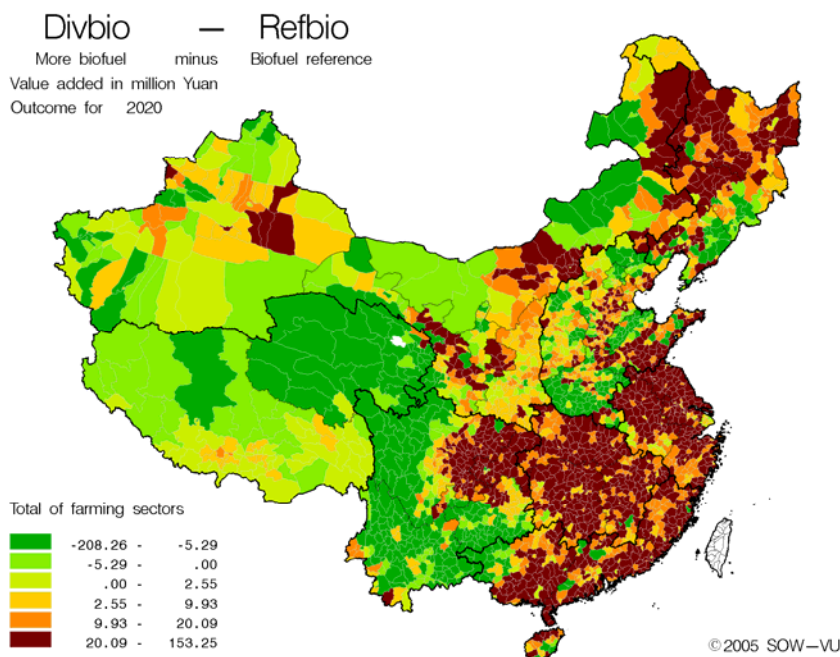 Divbio — Refbio
More biofuel minus Biofuel reference
Value added in million Yuan
Outcome for 2020
Total of farming sectors
-208.26 - -5.29
-5.29 - .00
.00 - 2.55
2.55 - 9.93
9.93 - 20.09
20.09 - 153.25
©2005 SOW—VU